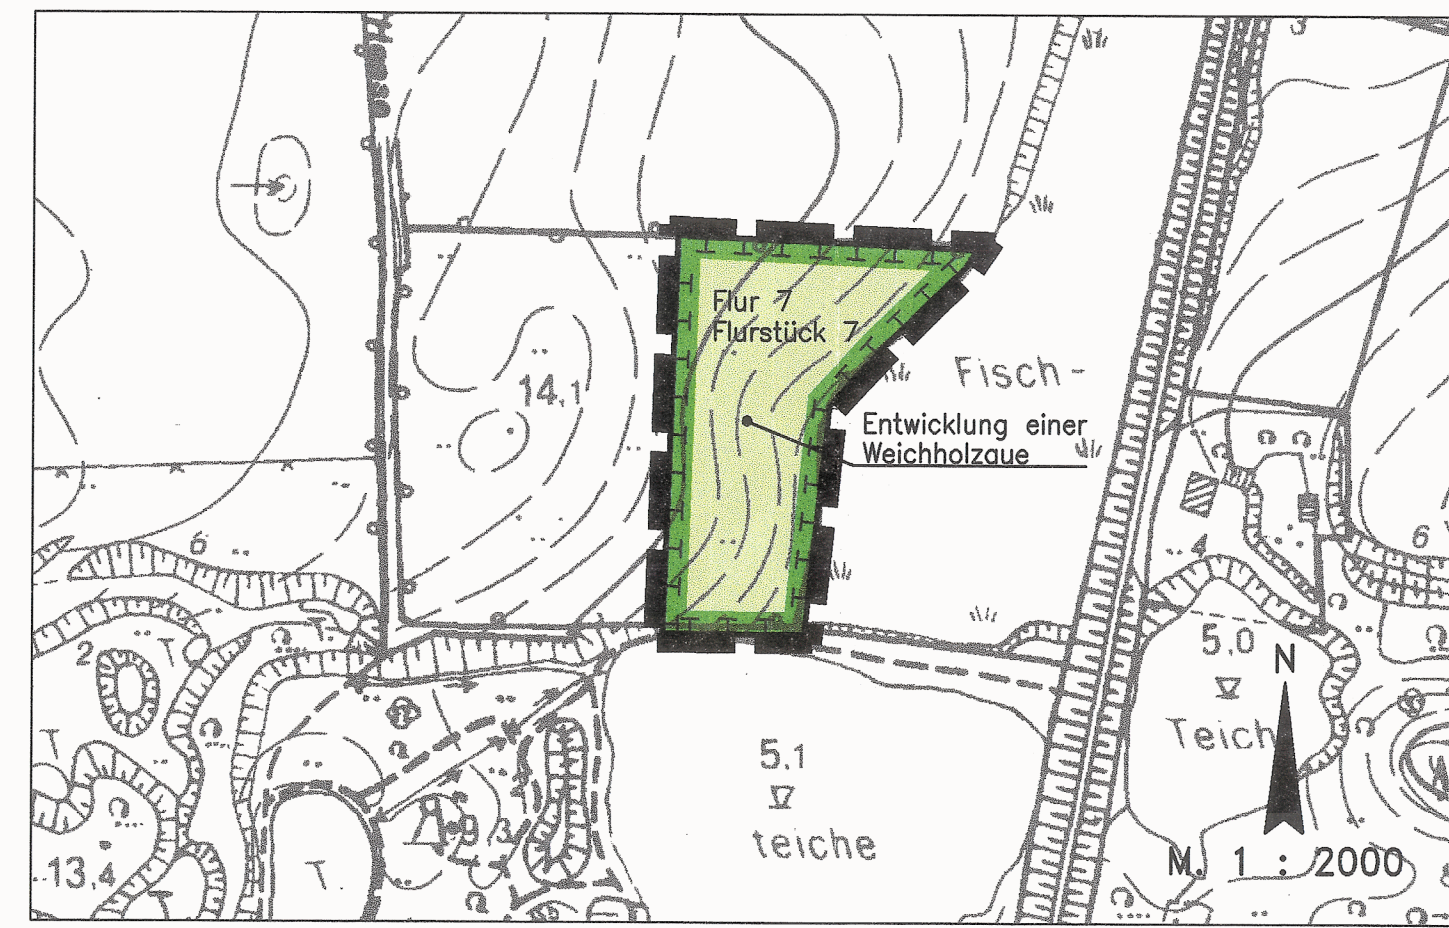 3
Flur 7
Flurstück 7
Fisch-
14,1
Entwicklung einer
Weichholzaue
6
4
6
2
5,0
N
T
T
Teich
T
5,1
teiche
13,4
T
M. 1 : 2000